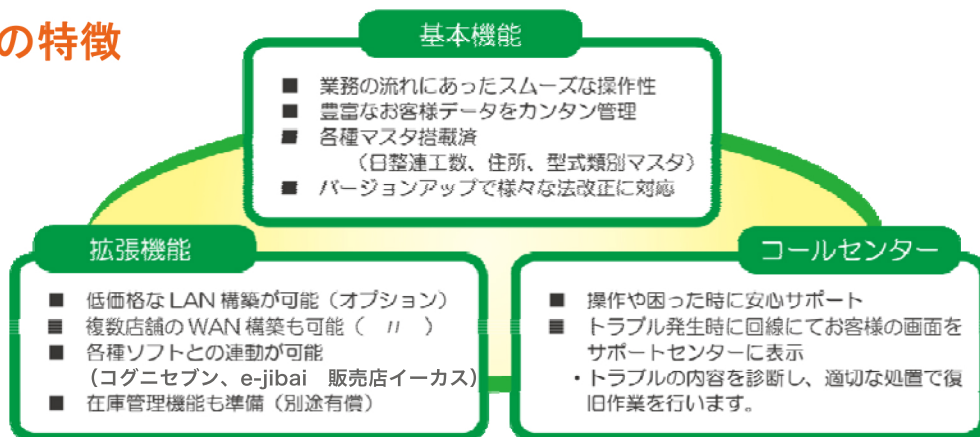 の特徴
基本機能
■ 業務の流れにあったスムーズな操作性
■ 豊富なお客様データをカンタン管理
■ 各種マスタ搭載済
（日整連工数、住所、型式類別マスタ）
■ バージョンアップで様々な法改正に対応
拡張機能
■ 低価格な LAN 構築が可能（オプション）
■ 複数店舗の WAN 構築も可能（ 〃 ）
■ 各種ソフトとの連動が可能
（コグニセブン、e-jibai 販売店イーカス）
■ 在庫管理機能も準備（別途有償）
コールセンター
■ 操作や困った時に安心サポート
■ トラブル発生時に回線にてお客様の画面を
サポートセンターに表示
・トラブルの内容を診断し、適切な処置で復
旧作業を行います。